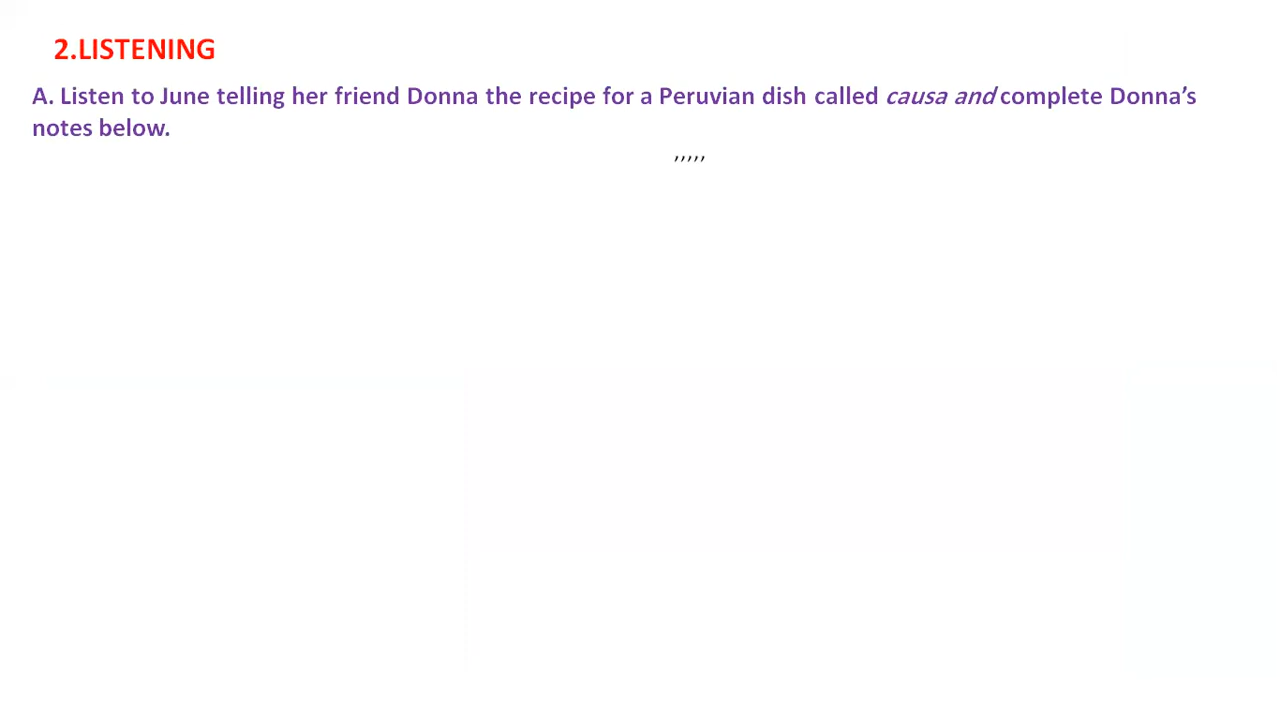 2.LISTENING
A. Listen to June telling her friend Donna the recipe for a Peruvian dish called causa and complete Donna’s
notes below.
,,,,,